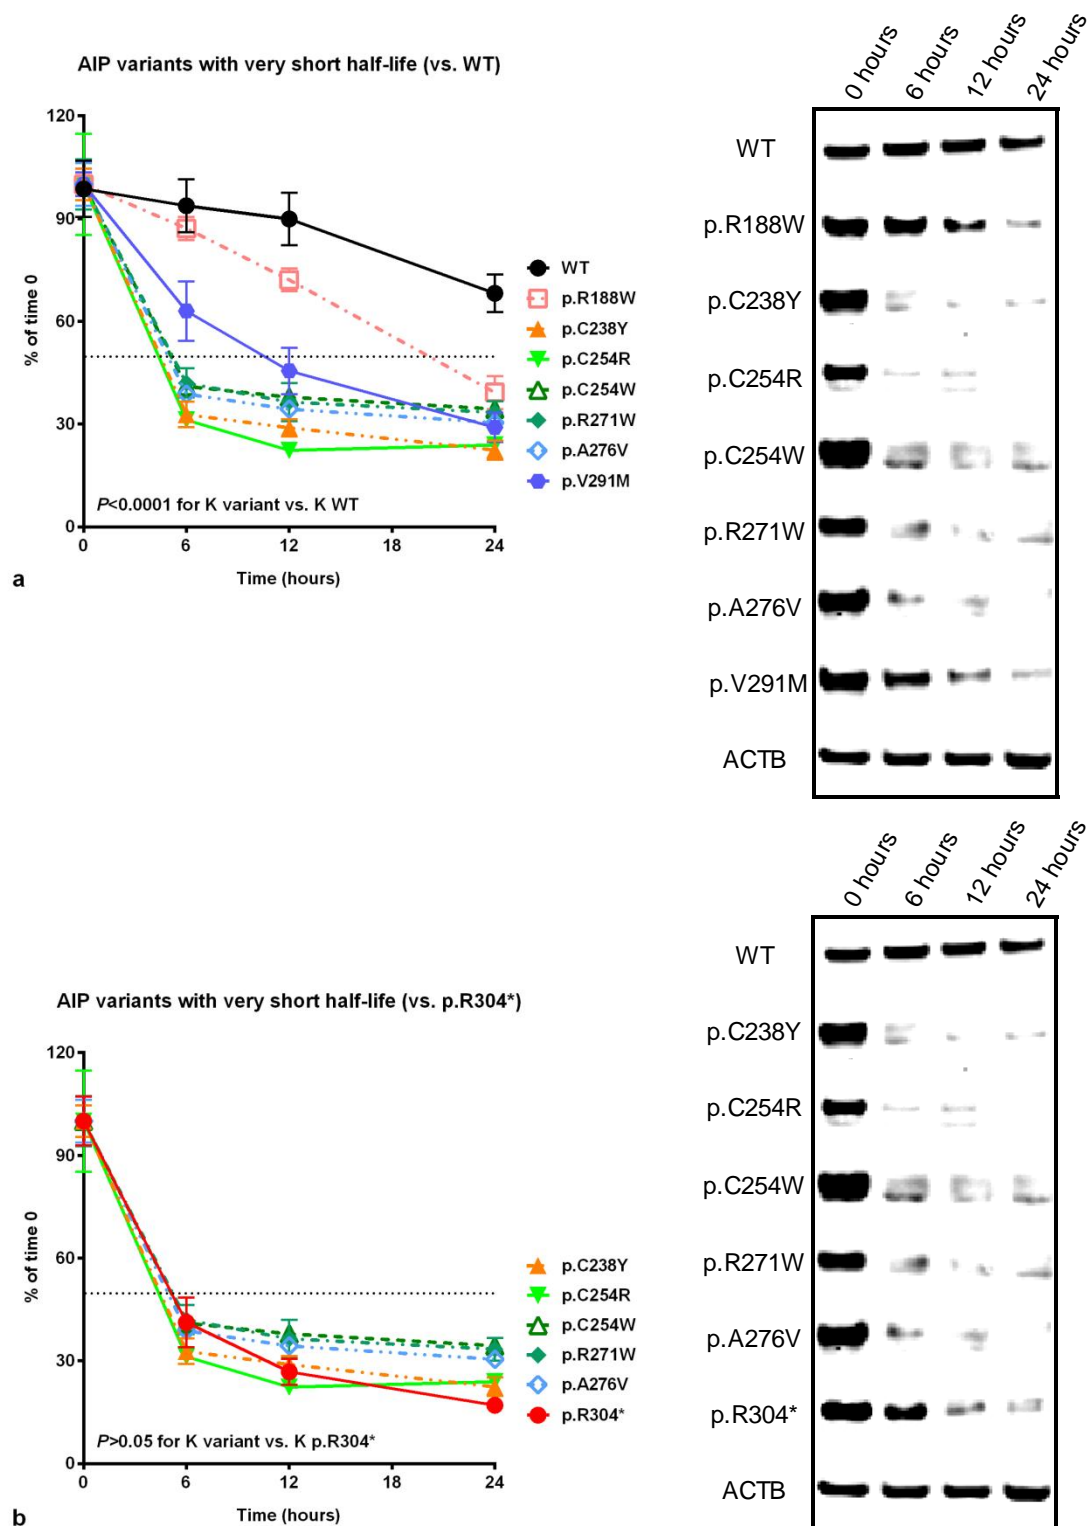 AIP variants with very short half-life (vs. WT)
% of time 0
120
90
60
30
0
0
6
12
18
24
Time (hours)
P<0.0001 for K variant vs. K WT
WT
p.R188W
p.C238Y
p.C254R
p.C254W
p.R271W
p.A276V
p.V291M
a
0 hours
6 hours
12 hours
24 hours
WT
p.R188W
p.C238Y
p.C254R
p.C254W
p.R271W
p.A276V
p.V291M
ACTB
AIP variants with very short half-life (vs. p.R304*)
% of time 0
120
90
60
30
0
0
6
12
18
24
Time (hours)
P>0.05 for K variant vs. K p.R304*
p.C238Y
p.C254R
p.C254W
p.R271W
p.A276V
p.R304*
b
0 hours
6 hours
12 hours
24 hours
WT
p.C238Y
p.C254R
p.C254W
p.R271W
p.A276V
p.R304*
ACTB